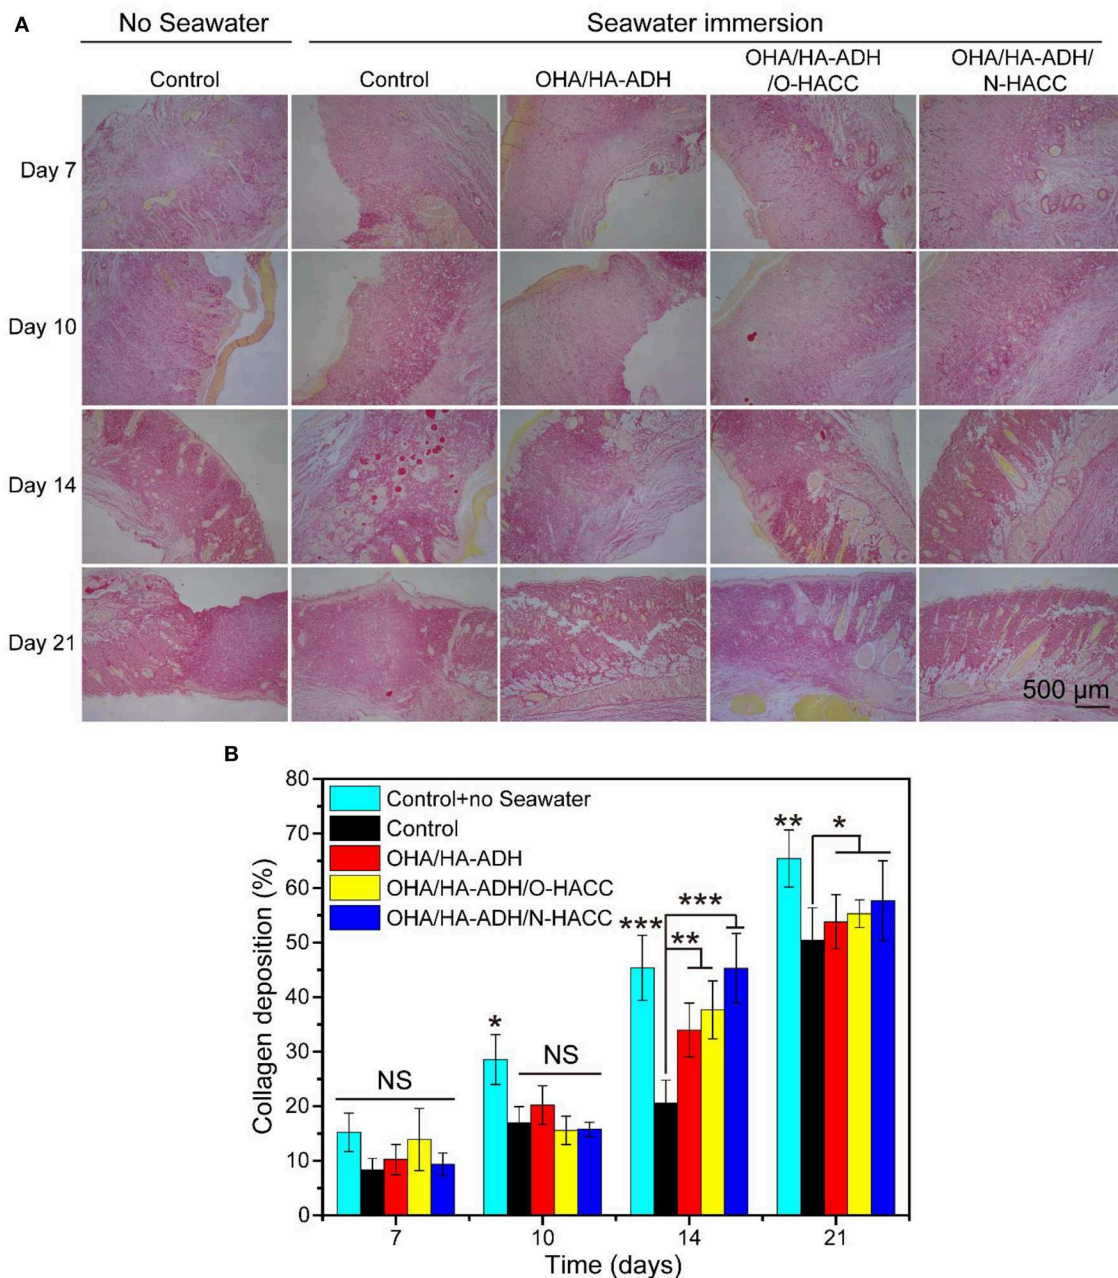 A
No Seawater
Seawater immersion
Control
Control
OHA/HA-ADH
OHA/HA-ADH
/O-HACC
OHA/HA-ADH/
N-HACC
Day 7
Day 10
Day 14
Day 21
500 µm
B
Collagen deposition (%)
80
70
60
50
40
30
20
10
0
Control+no Seawater
Control
OHA/HA-ADH
OHA/HA-ADH/O-HACC
OHA/HA-ADH/N-HACC
NS
*
NS
***
**
***
**
*
7
10
14
21
Time (days)